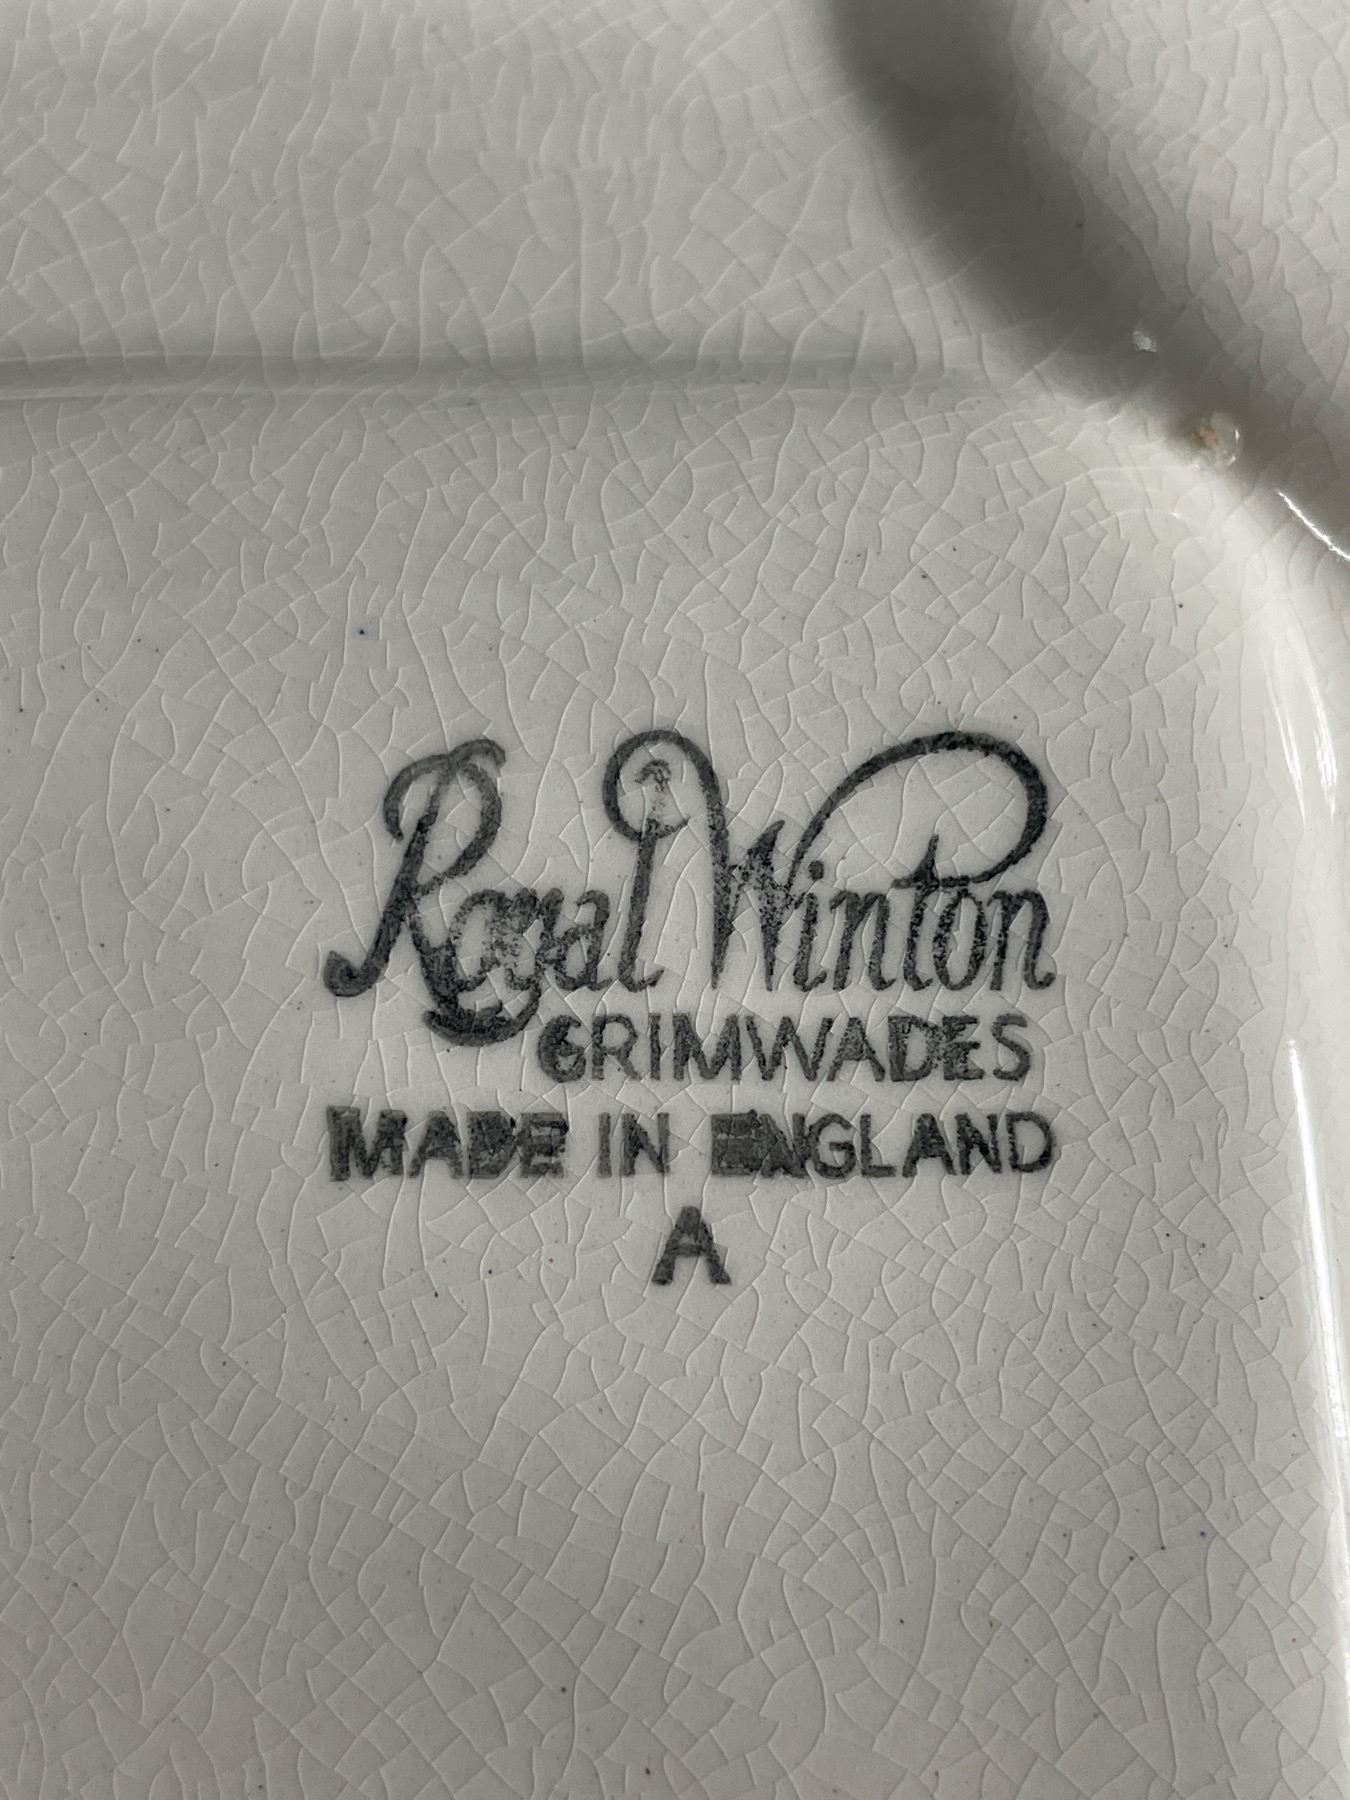 Royal Winton
GRIMWADES
MADE IN ENGLAND
A